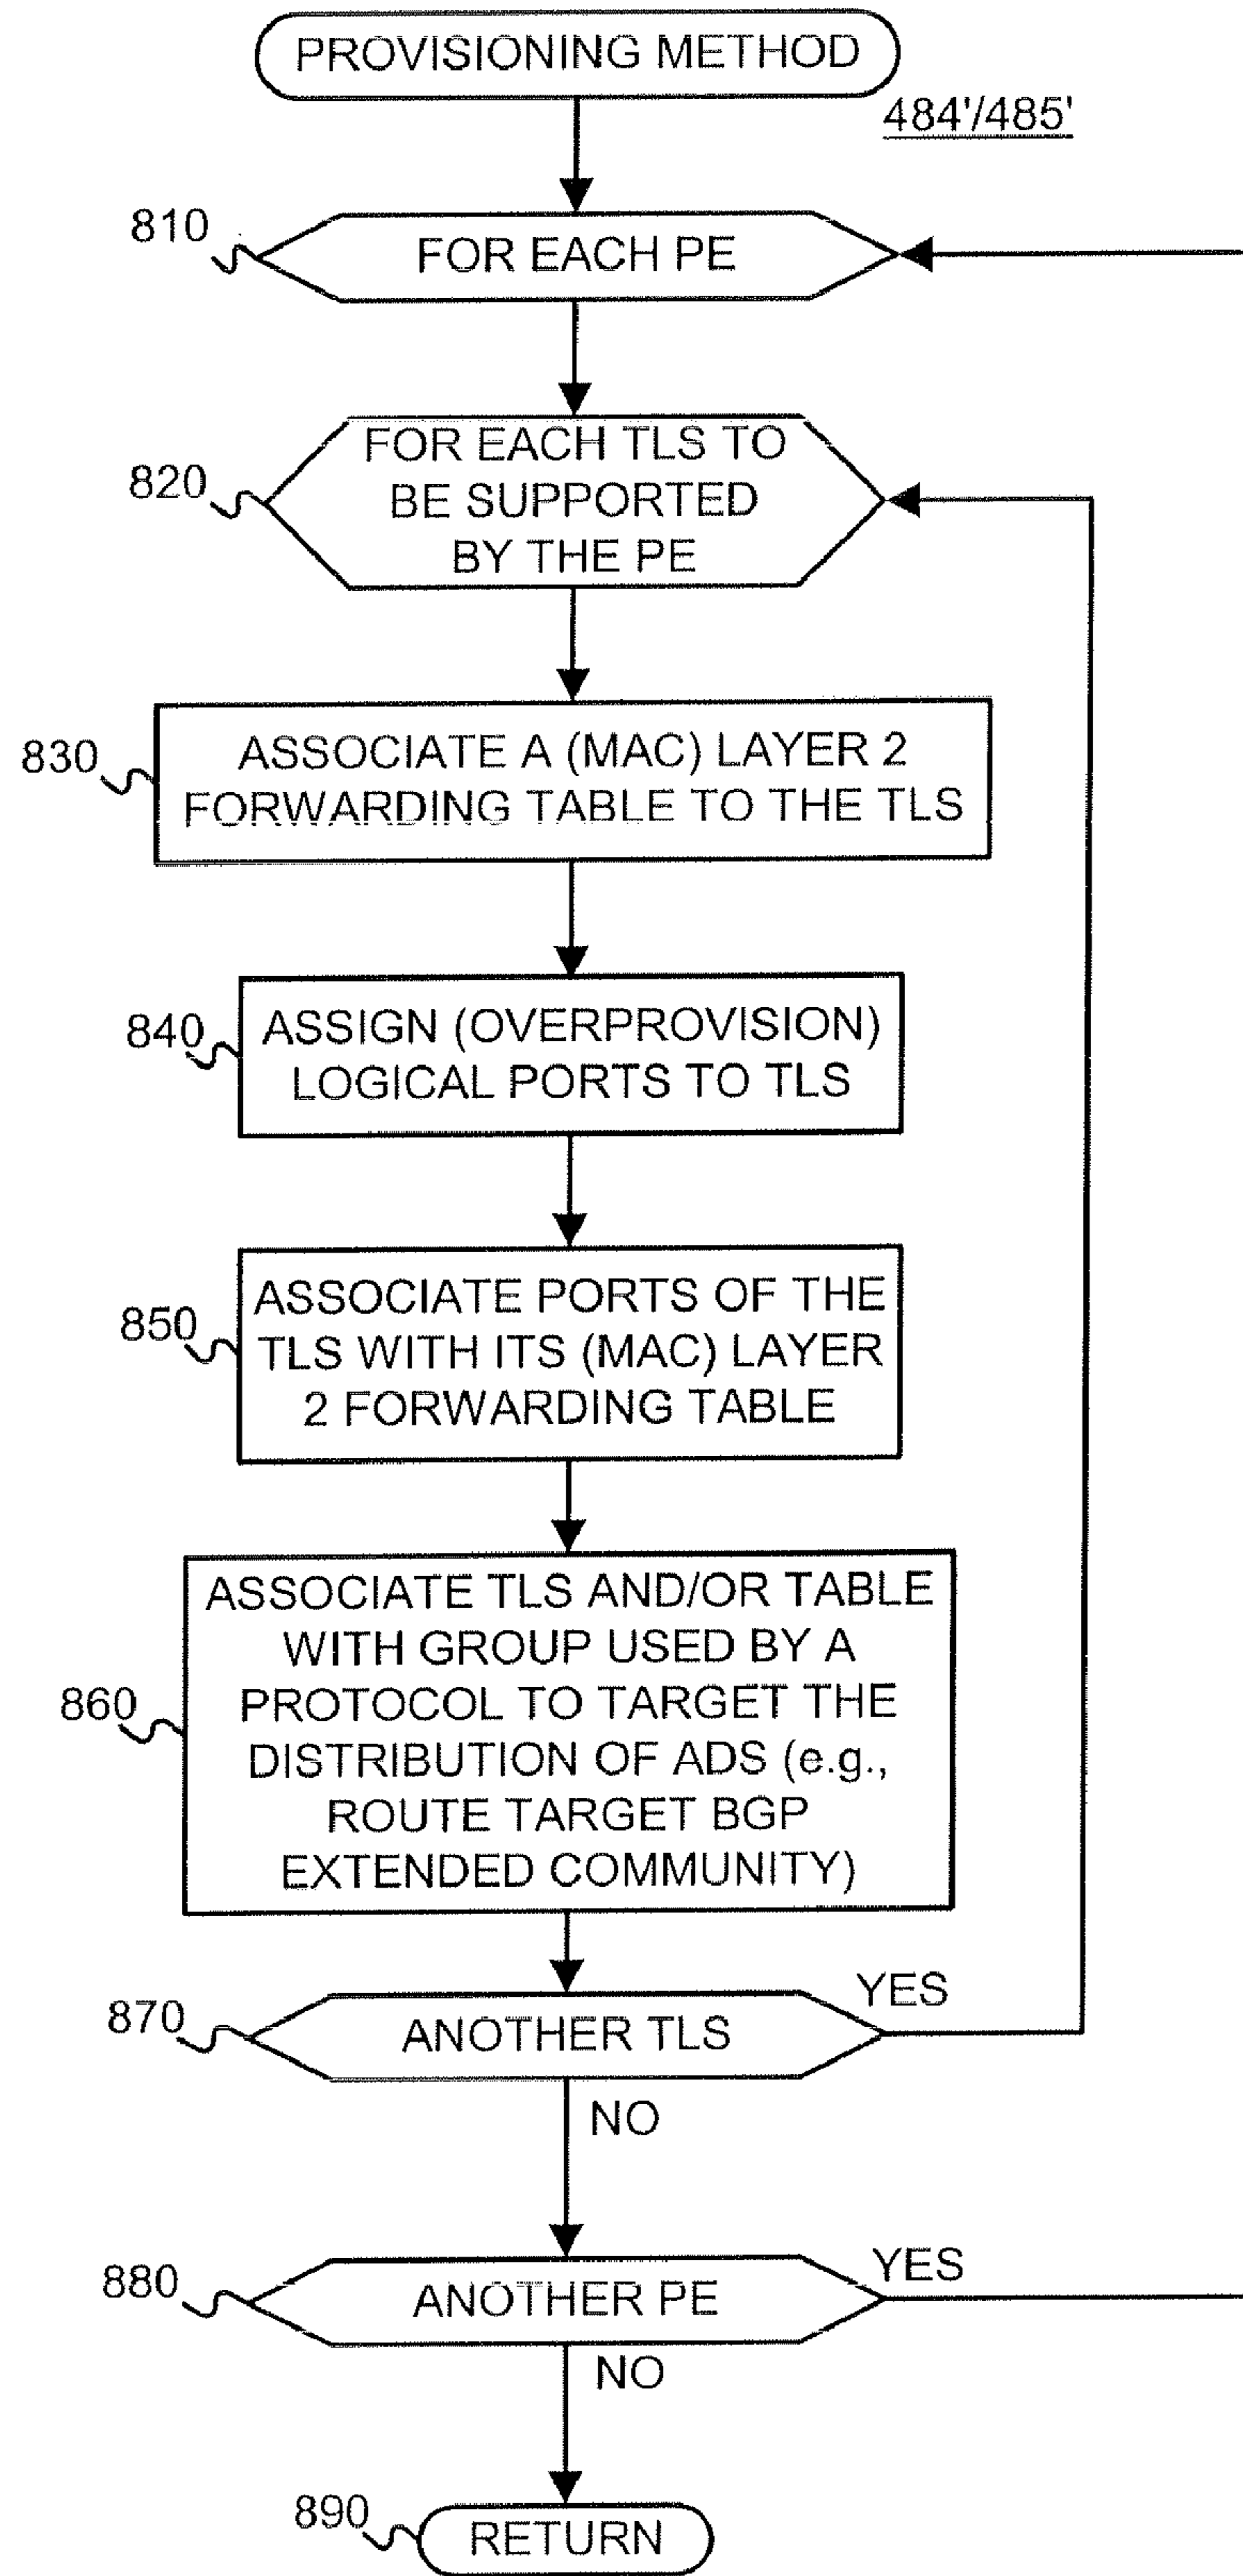 PROVISIONING METHOD
484'/485'
810
FOR EACH PE
820
FOR EACH TLS TO
BE SUPPORTED
BY THE PE
830
ASSOCIATE A (MAC) LAYER 2
FORWARDING TABLE TO THE TLS
840
ASSIGN (OVERPROVISION)
LOGICAL PORTS TO TLS
850
ASSOCIATE PORTS OF THE
TLS WITH ITS (MAC) LAYER
2 FORWARDING TABLE
860
ASSOCIATE TLS AND/OR TABLE
WITH GROUP USED BY A
PROTOCOL TO TARGET THE
DISTRIBUTION OF ADS (e.g.,
ROUTE TARGET BGP
EXTENDED COMMUNITY)
870
ANOTHER TLS
YES
NO
880
ANOTHER PE
YES
NO
890
RETURN